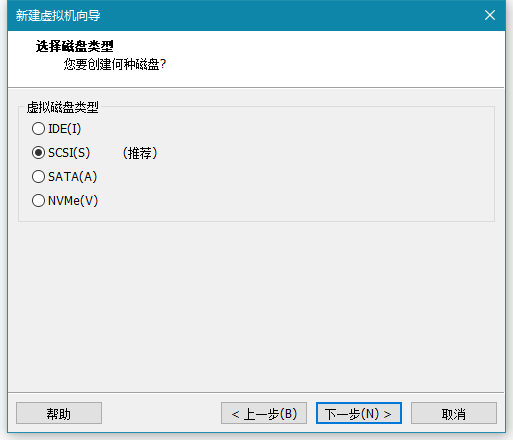 新建虚拟机向导
选择磁盘类型
您要创建何种磁盘?
虚拟磁盘类型
IDE(I)
SCSI(S) (推荐)
SATA(A)
NVMe(V)
帮助 < 上一步(B) 下一步(N) > 取消